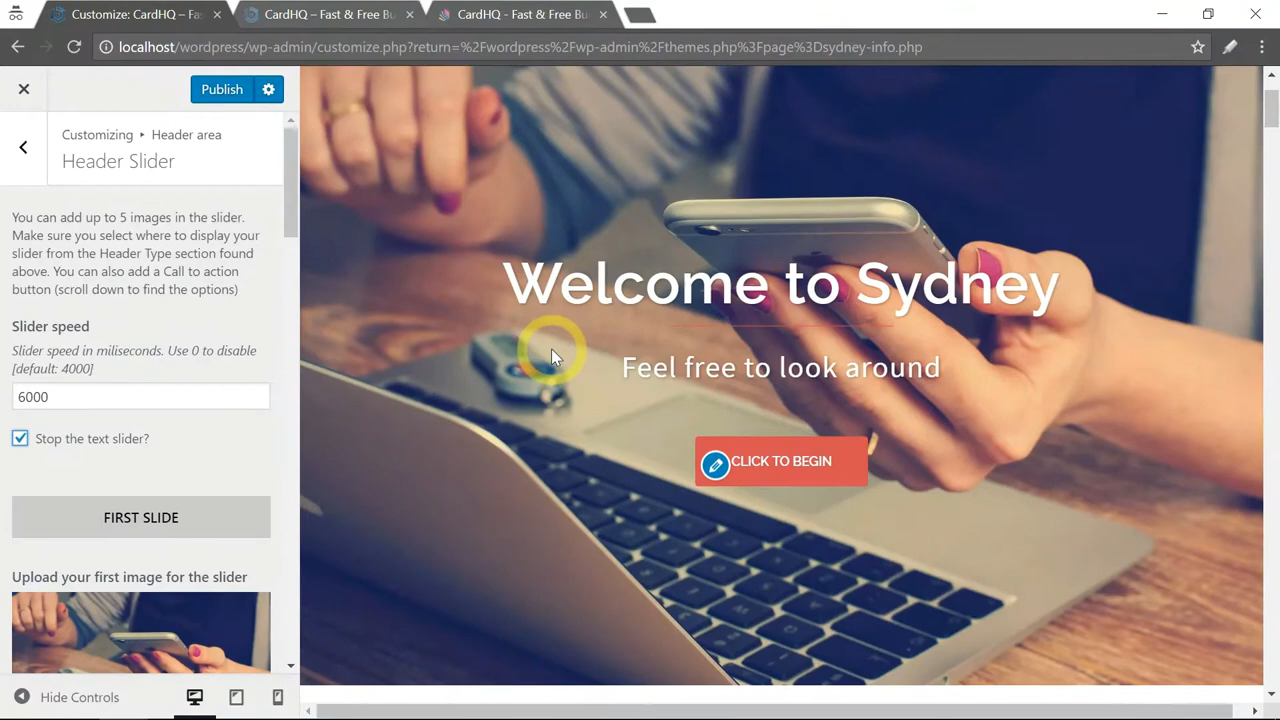 Customize: CardHQ – Fas
CardHQ – Fast & Free Bu
CardHQ - Fast & Free Bu
localhost/wordpress/wp-admin/customize.php?return=%2Fwordpress%2Fwp-admin%2Fthemes.php%3Fpage%3Dsydney-info.php
Publish
Customizing ▸ Header area
Header Slider
You can add up to 5 images in the slider.
Make sure you select where to display your
slider from the Header Type section found
above. You can also add a Call to action
button (scroll down to find the options)
Slider speed
Slider speed in miliseconds. Use 0 to disable
[default: 4000]
6000
Stop the text slider?
FIRST SLIDE
Upload your first image for the slider
Hide Controls
Welcome to Sydney
Feel free to look around
CLICK TO BEGIN